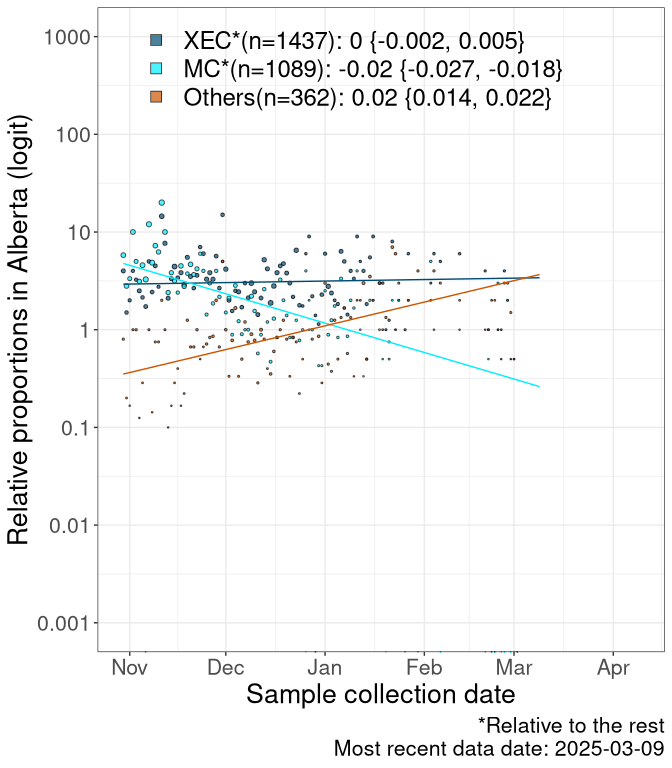 XEC*(n=1437): 0 {-0.002, 0.005}
MC*(n=1089): -0.02 {-0.027, -0.018}
Others(n=362): 0.02 {0.014, 0.022}
Relative proportions in Alberta (logit)
1000
100
10
1
0.1
0.01
0.001
Nov Dec Jan Feb Mar Apr
Sample collection date
*Relative to the rest
Most recent data date: 2025-03-09